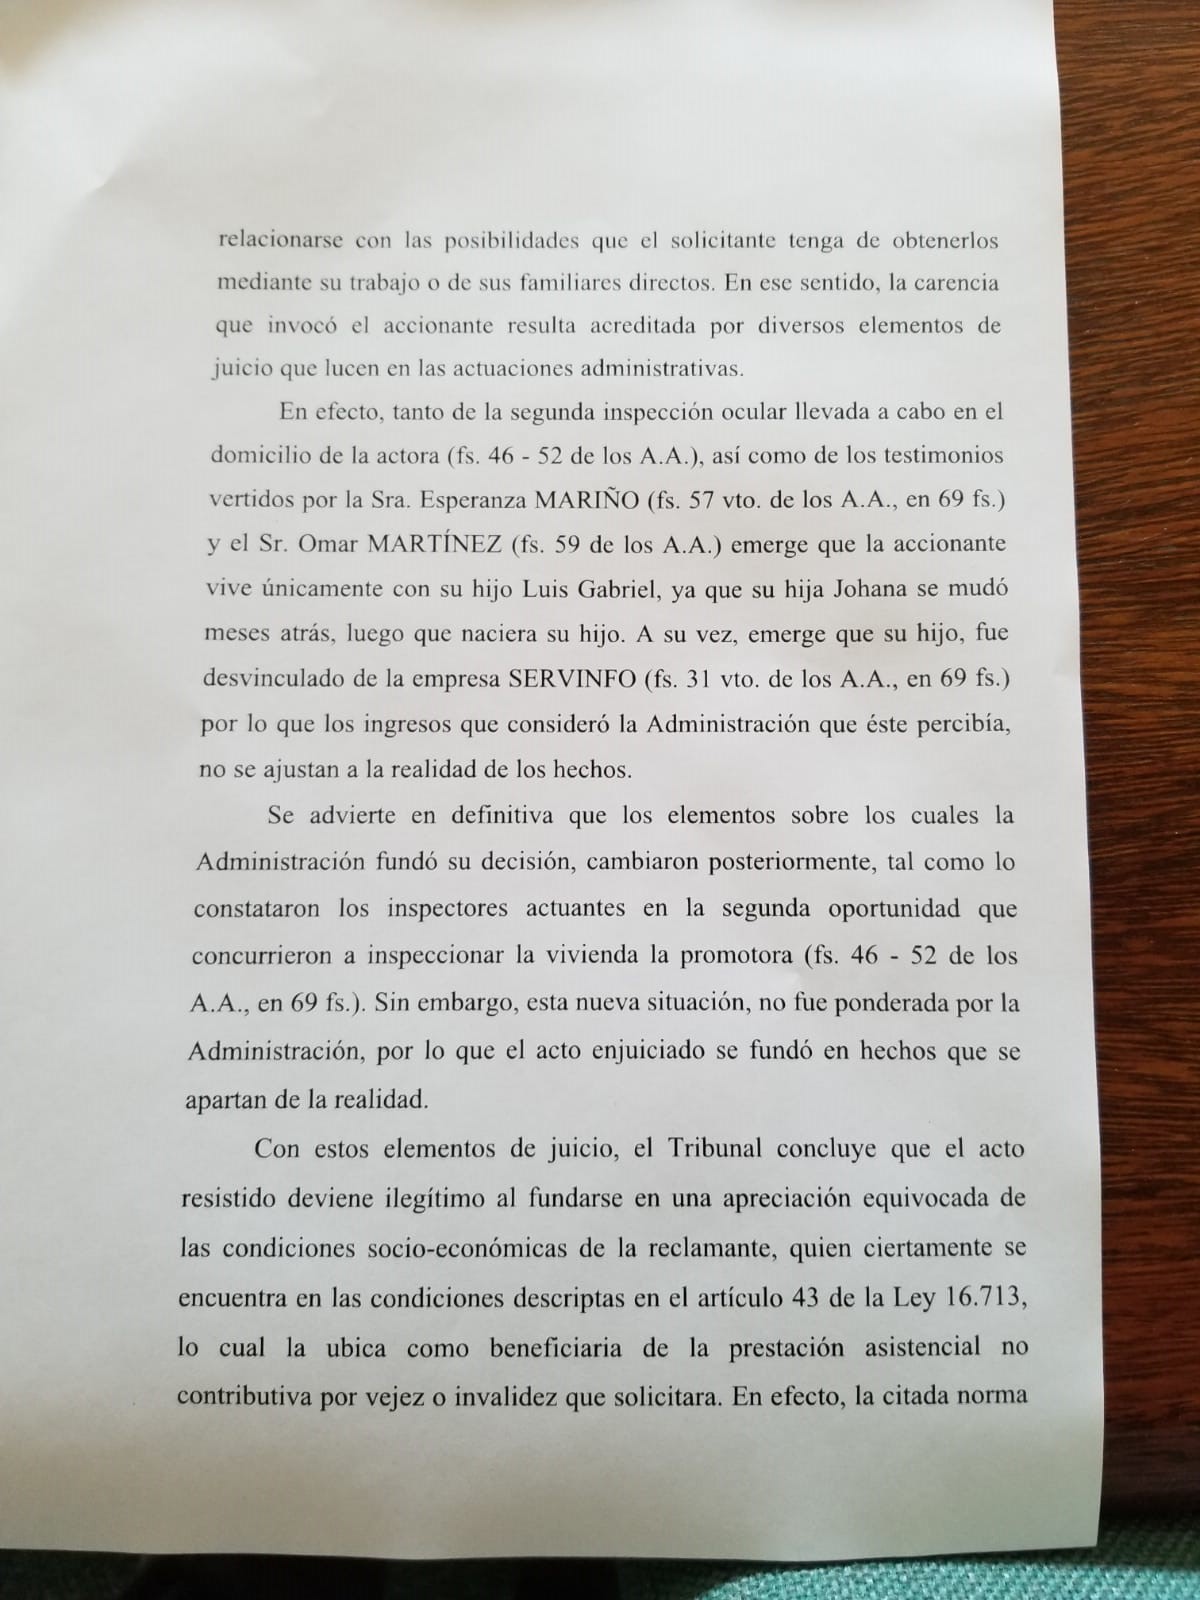 relacionarse con las posibilidades que el solicitante tenga de obtenerlos
mediante su trabajo o de sus familiares directos. En ese sentido, la carencia
que invocó el accionante resulta acreditada por diversos elementos de
juicio que lucen en las actuaciones administrativas.
En efecto, tanto de la segunda inspección ocular llevada a cabo en el
domicilio de la actora (fs. 46 - 52 de los A.A.), así como de los testimonios
vertidos por la Sra. Esperanza MARIÑO (fs. 57 vto. de los A.A., en 69 fs.)
y el Sr. Omar MARTÍNEZ (fs. 59 de los A.A.) emerge que la accionante
vive únicamente con su hijo Luis Gabriel, ya que su hija Johana se mudó
meses atrás, luego que naciera su hijo. A su vez, emerge que su hijo, fue
desvinculado de la empresa SERVINFO (fs. 31 vto. de los A.A., en 69 fs.)
por lo que los ingresos que consideró la Administración que éste percibía,
no se ajustan a la realidad de los hechos.
Se advierte en definitiva que los elementos sobre los cuales la
Administración fundó su decisión, cambiaron posteriormente, tal como lo
constataron los inspectores actuantes en la segunda oportunidad que
concurrieron a inspeccionar la vivienda la promotora (fs. 46 - 52 de los
A.A., en 69 fs.). Sin embargo, esta nueva situación, no fue ponderada por la
Administración, por lo que el acto enjuiciado se fundó en hechos que se
apartan de la realidad.
Con estos elementos de juicio, el Tribunal concluye que el acto
resistido deviene ilegítimo al fundarse en una apreciación equivocada de
las condiciones socio-económicas de la reclamante, quien ciertamente se
encuentra en las condiciones descriptas en el artículo 43 de la Ley 16.713,
lo cual la ubica como beneficiaria de la prestación asistencial no
contributiva por vejez o invalidez que solicitara. En efecto, la citada norma